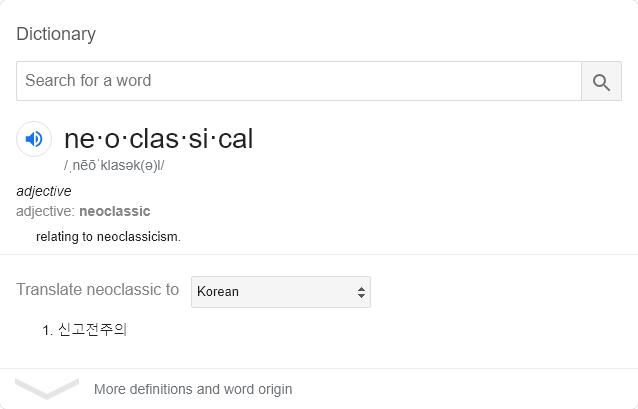 Dictionary
Search for a word
ne·o·clas·si·cal
/ˌnēōˈklasək(ə)l/
adjective
adjective: neoclassic
relating to neoclassicism.
Translate neoclassic to Korean
1. 신고전주의
More definitions and word origin